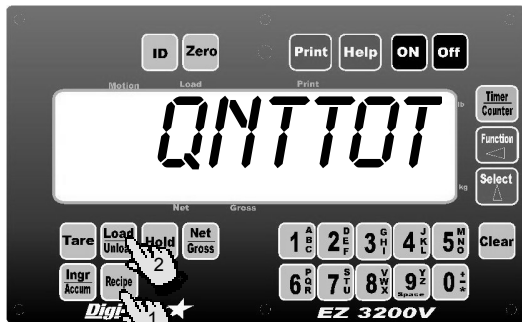 ID Zero Print Help ON Off
Motion Load Print
QNTTOT
lb
kg
Net Gross
Timer
Counter
Function
Select
Tare Load Unload Hold Net Gross
2
1 A B C 2 D E F 3 G H I 4 J K L 5 M N O Clear
Ingr Accum Recipe
1
6 P Q R 7 S T U 8 V W X 9 Y Z Space 0 + - *
Digi-
EZ 3200V